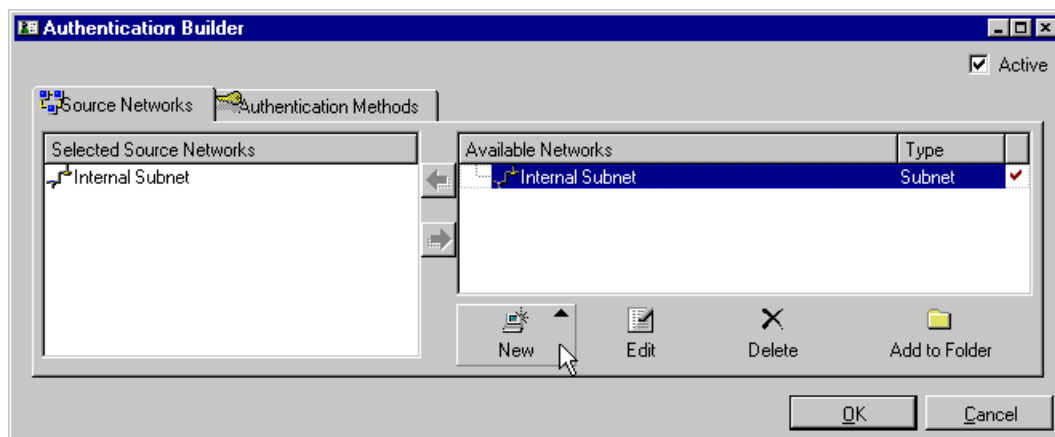 Authentication Builder
Active
Source Networks Authentication Methods
Selected Source Networks Available Networks Type
Internal Subnet Internal Subnet Subnet
New Edit Delete Add to Folder
OK Cancel